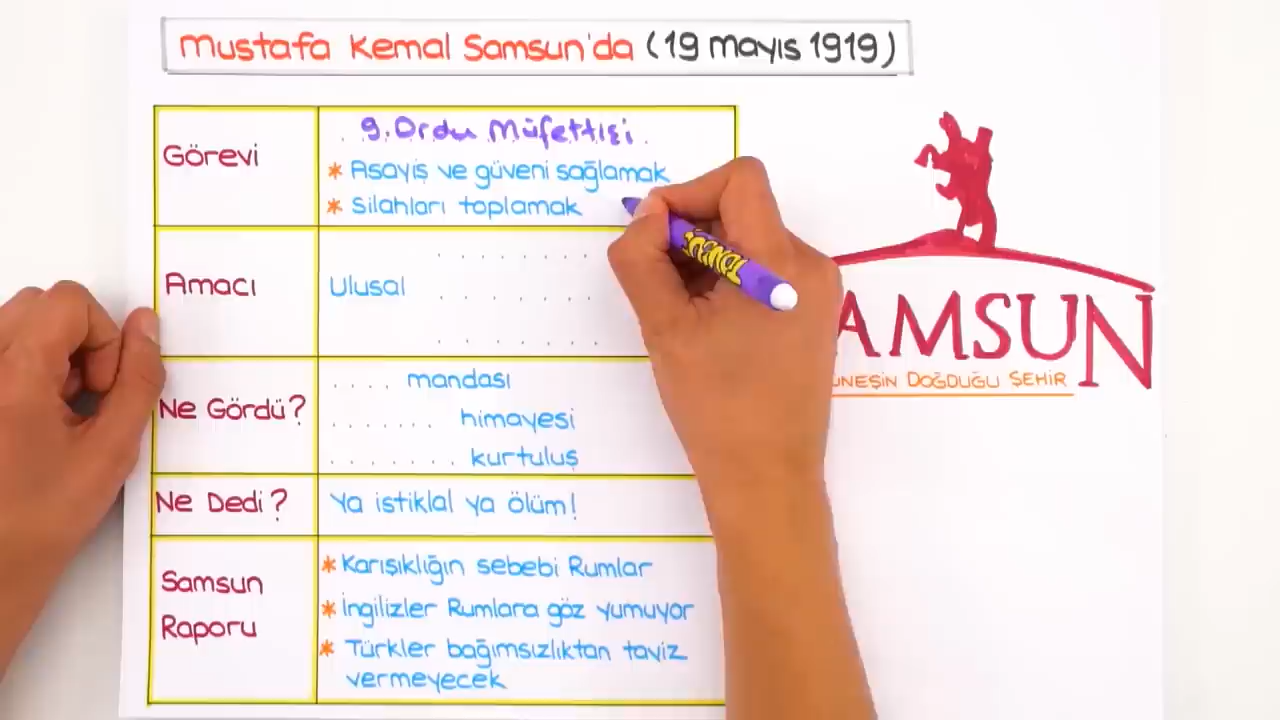 Mustafa Kemal Samsun'da (19 Mayıs 1919)
Görevi
9. Ordu Müfettişi
* Asayiş ve güveni sağlamak
* Silahları toplamak
Amacı
Ulusal
Ne Gördü?
.... mandası
....... himayesi
....... kurtuluş
Ne Dedi?
Ya istiklal ya ölüm!
Samsun
Raporu
* Karışıklığın sebebi Rumlar
* İngilizler Rumlara göz yumuyor
* Türkler bağımsızlıktan taviz
vermeyecek
AMSUN
ÜNEŞİN DOĞDUĞU ŞEHİR